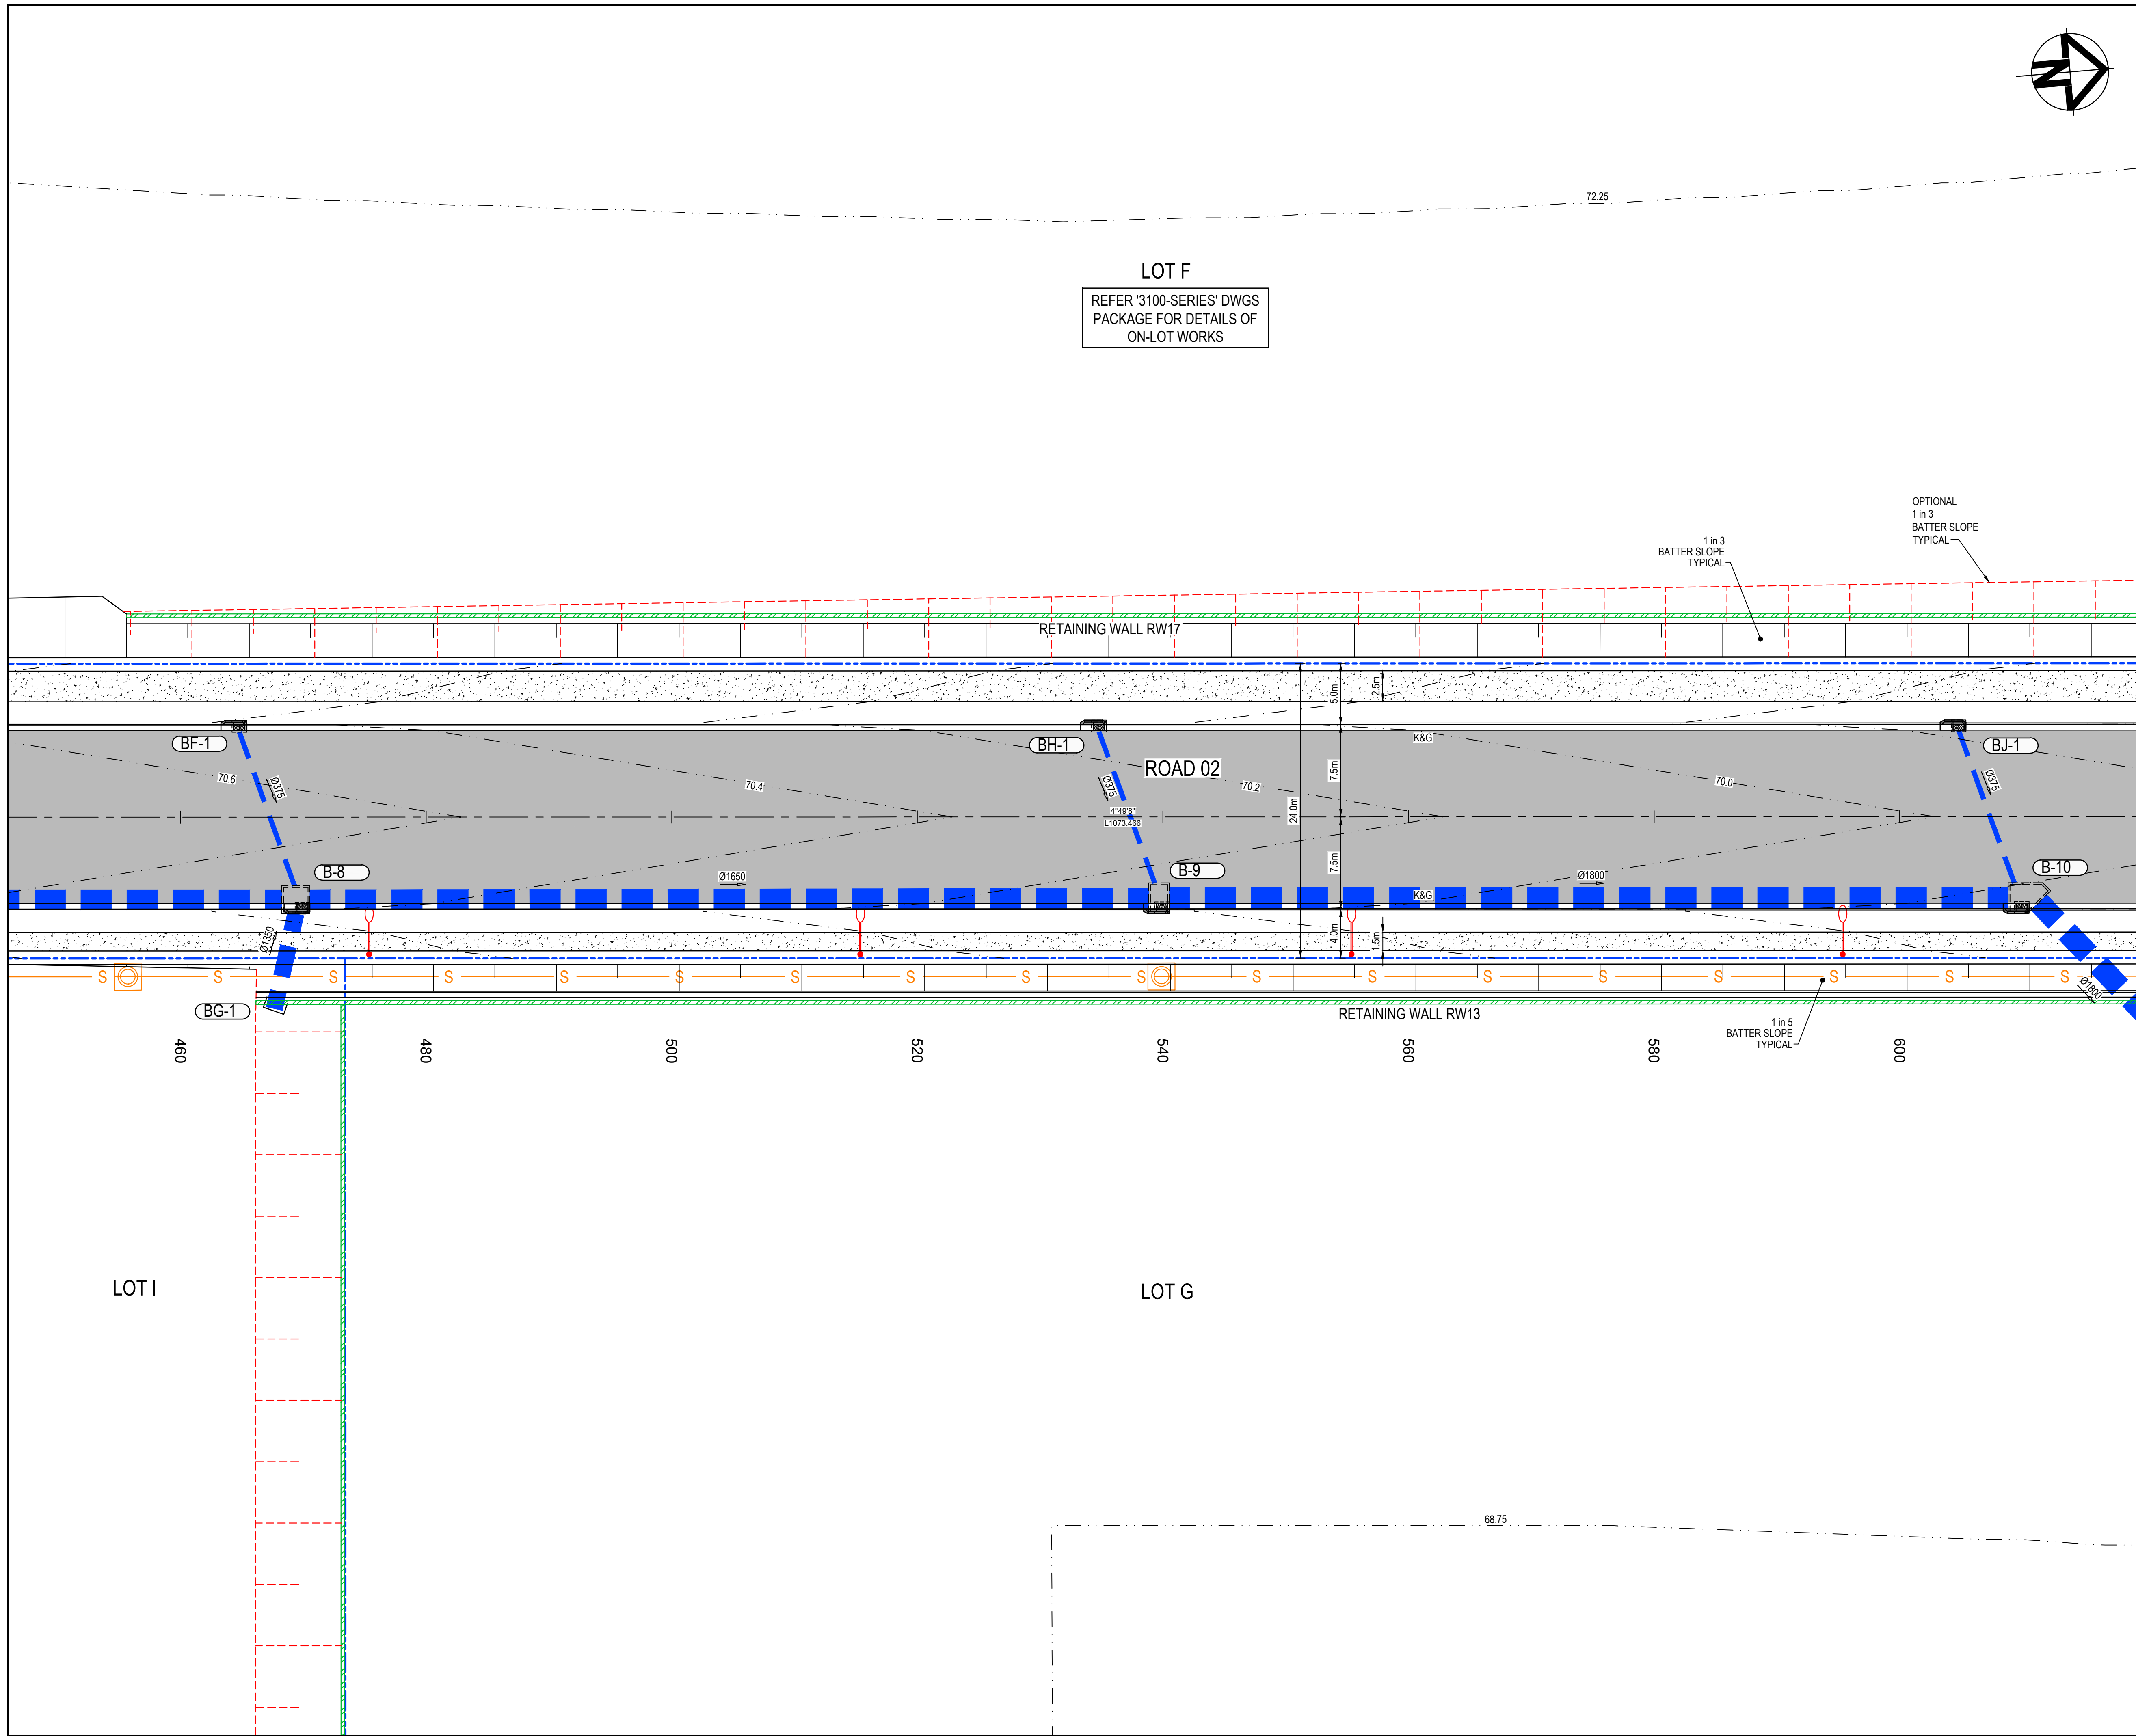 N
72.25
LOT F
REFER '3100-SERIES' DWGS
PACKAGE FOR DETAILS OF
ON-LOT WORKS
OPTIONAL
1 in 3
BATTER SLOPE
TYPICAL
1 in 3
BATTER SLOPE
TYPICAL
RETAINING WALL RW17
5.0m
2.5m
BF-1
BH-1
K&G
BJ-1
ROAD 02
70.6
Ø375
70.4
Ø375
70.2
7.5m
70.0
Ø375
24.0m
4°49'8"
L1073.466
B-8
B-9
7.5m
B-10
Ø1650
Ø1800
K&G
Ø1350
4.0m
1.5m
S S S S S S S S S S S S S S S S S S
Ø1800
BG-1
RETAINING WALL RW13
1 in 5
BATTER SLOPE
TYPICAL
460 480 500 520 540 560 580 600
LOT I
LOT G
68.75